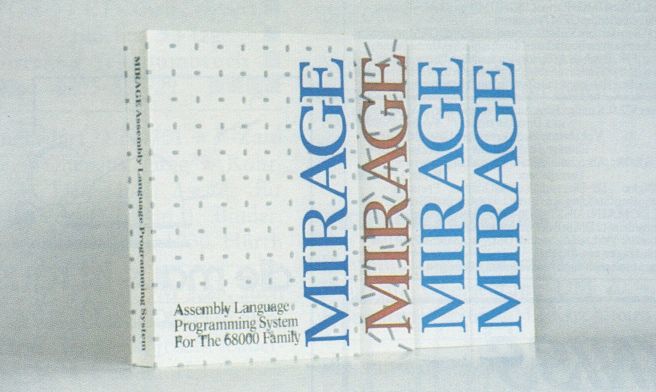 MIRAGE Assembly Language Programming System
Assembly Language
Programming System
For The 68000 Family
MIRAGE
MIRAGE
MIRAGE
MIRAGE